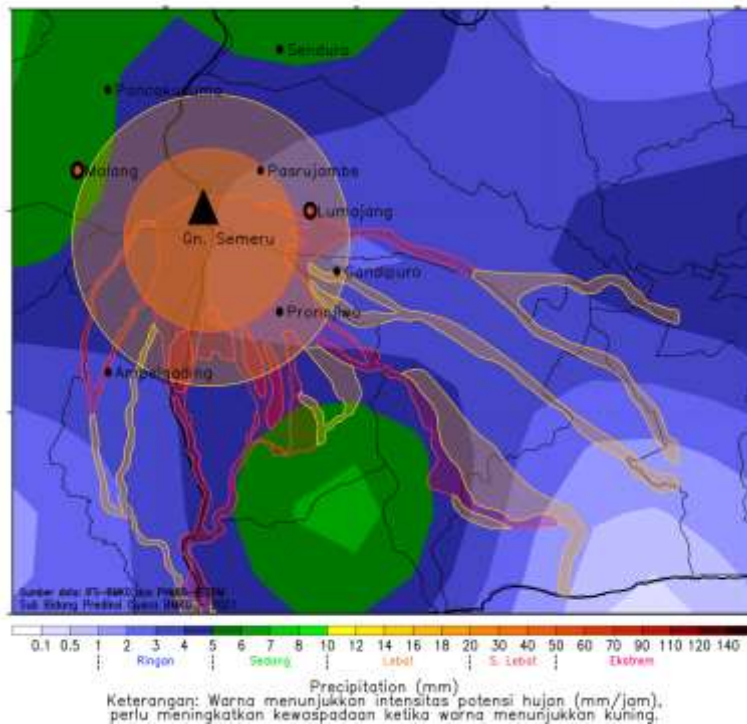 Senduro
Pasrujambe
Malang
Lumajang
Gn. Semeru
Candipuro
Pronojiwo
Ampelgading
0.1 0.5 1 2 3 4 5 6 7 8 10 12 14 16 18 20 30 40 50 60 70 90 110 120 140
Ringan Sedang Lebat S. Lebat Ekstrem
Precipitation (mm)
Keterangan: Warna menunjukkan intensitas potensi hujan (mm/jam),
perlu meningkatkan kewaspadaan ketika warna menunjukkan kuning.